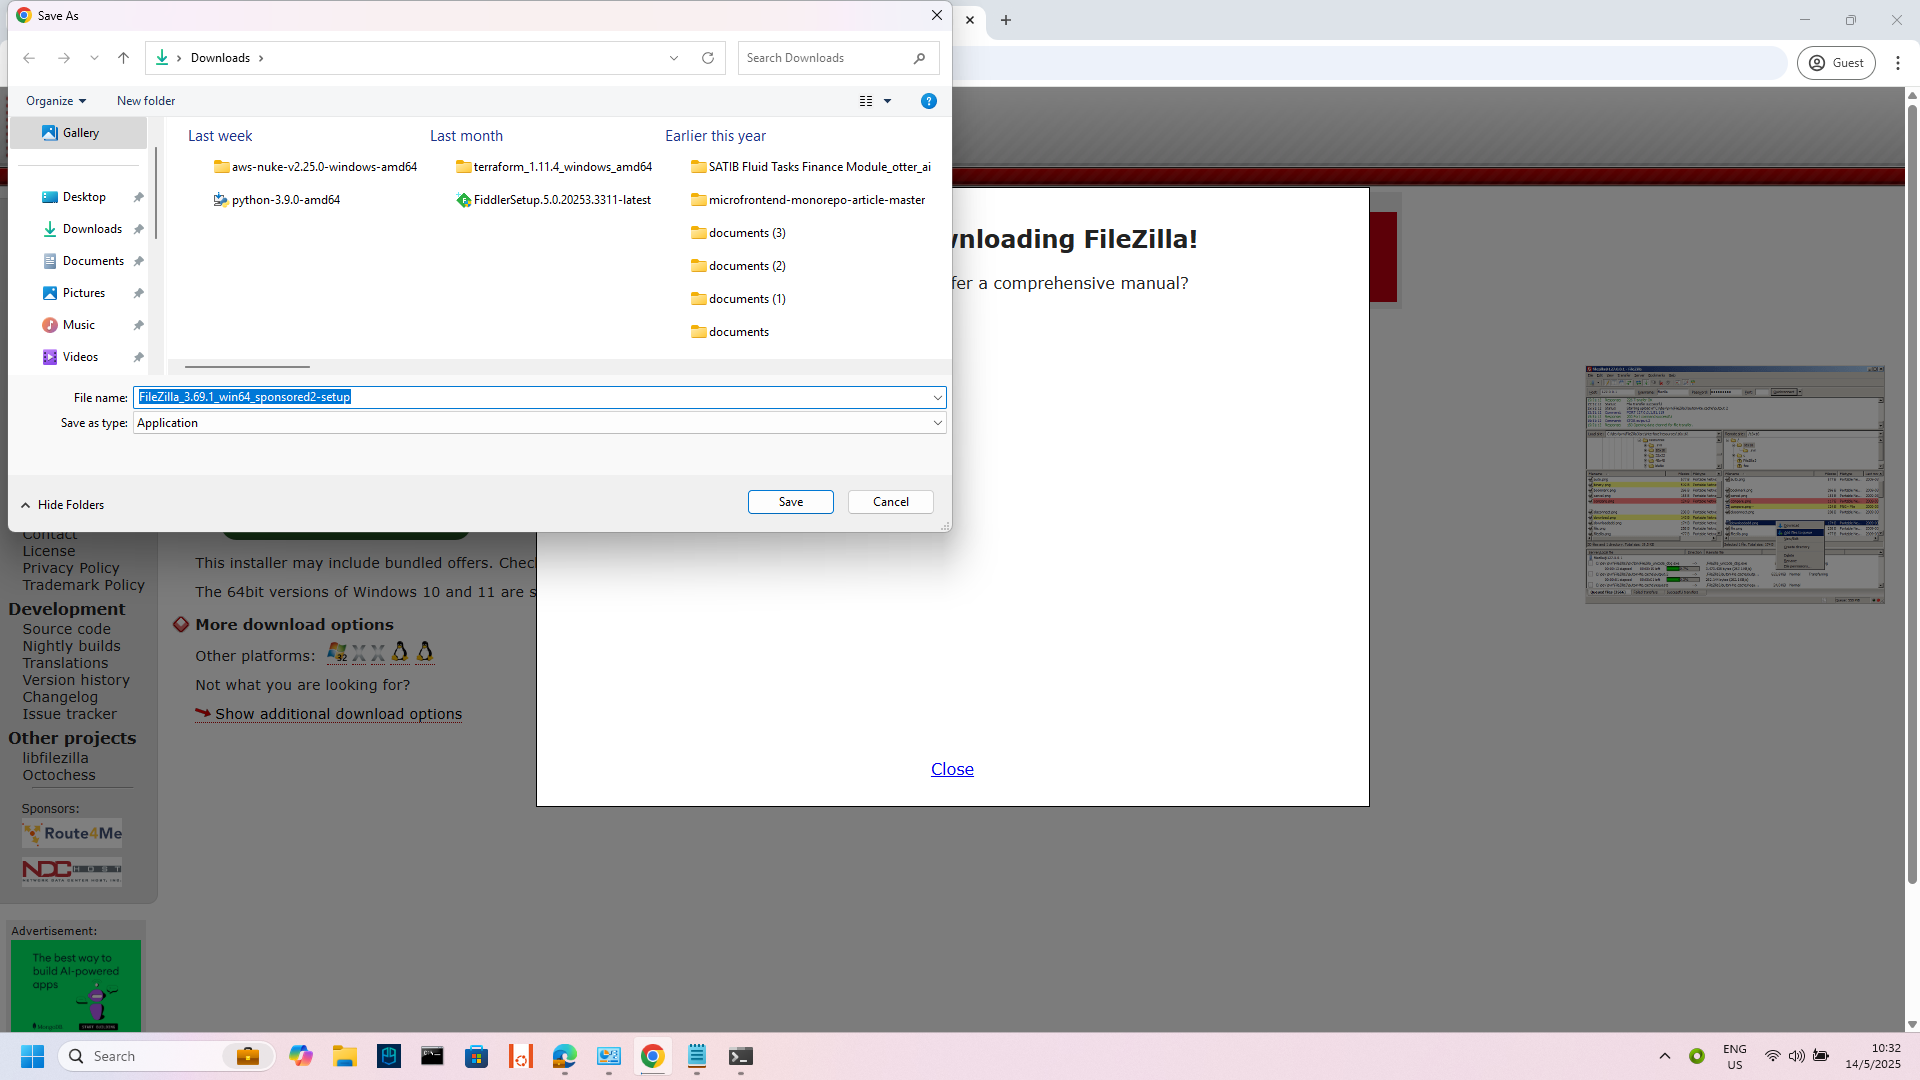 Save As
Downloads
Search Downloads
Guest
Organize
New folder
Gallery
Desktop
Downloads
Documents
Pictures
Music
Videos
Last week
aws-nuke-v2.25.0-windows-amd64
python-3.9.0-amd64
Last month
terraform_1.11.4_windows_amd64
FiddlerSetup.5.0.20253.3311-latest
Earlier this year
SATIB Fluid Tasks Finance Module_otter_ai
microfrontend-monorepo-article-master
documents (3)
documents (2)
documents (1)
documents
File name: FileZilla_3.69.1_win64_sponsored2-setup
Save as type: Application
Hide Folders
Save
Cancel
nloading FileZilla!
fer a comprehensive manual?
Close
Contact
License
Privacy Policy
Trademark Policy
Development
Source code
Nightly builds
Translations
Version history
Changelog
Issue tracker
Other projects
libfilezilla
Octochess
Sponsors:
Route4Me
NDC HOST
This installer may include bundled offers. Chec
The 64bit versions of Windows 10 and 11 are s
More download options
Other platforms:
32
Not what you are looking for?
Show additional download options
Advertisement:
The best way to
build AI-powered
apps
MongoDB
START BUILDING
Search
ENG
US
10:32
14/5/2025